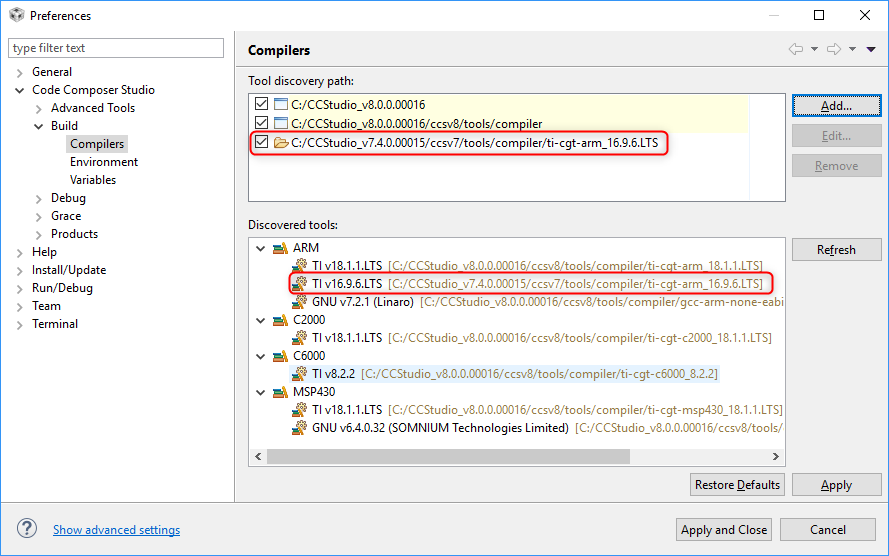 Preferences
type filter text
General
Code Composer Studio
Advanced Tools
Build
Compilers
Environment
Variables
Debug
Grace
Products
Help
Install/Update
Run/Debug
Team
Terminal
Compilers
Tool discovery path:
C:/CCStudio_v8.0.0.00016
C:/CCStudio_v8.0.0.00016/ccsv8/tools/compiler
C:/CCStudio_v7.4.0.00015/ccsv7/tools/compiler/ti-cgt-arm_16.9.6.LTS
Add...
Edit...
Remove
Discovered tools:
ARM
TI v18.1.1.LTS [C:/CCStudio_v8.0.0.00016/ccsv8/tools/compiler/ti-cgt-arm_18.1.1.LTS]
TI v16.9.6.LTS [C:/CCStudio_v7.4.0.00015/ccsv7/tools/compiler/ti-cgt-arm_16.9.6.LTS]
GNU v7.2.1 (Linaro) [C:/CCStudio_v8.0.0.00016/ccsv8/tools/compiler/gcc-arm-none-eabi
C2000
TI v18.1.1.LTS [C:/CCStudio_v8.0.0.00016/ccsv8/tools/compiler/ti-cgt-c2000_18.1.1.LTS]
C6000
TI v8.2.2 [C:/CCStudio_v8.0.0.00016/ccsv8/tools/compiler/ti-cgt-c6000_8.2.2]
MSP430
TI v18.1.1.LTS [C:/CCStudio_v8.0.0.00016/ccsv8/tools/compiler/ti-cgt-msp430_18.1.1.LTS]
GNU v6.4.0.32 (SOMNIUM Technologies Limited) [C:/CCStudio_v8.0.0.00016/ccsv8/tools/
Refresh
Restore Defaults
Apply
Show advanced settings
Apply and Close
Cancel